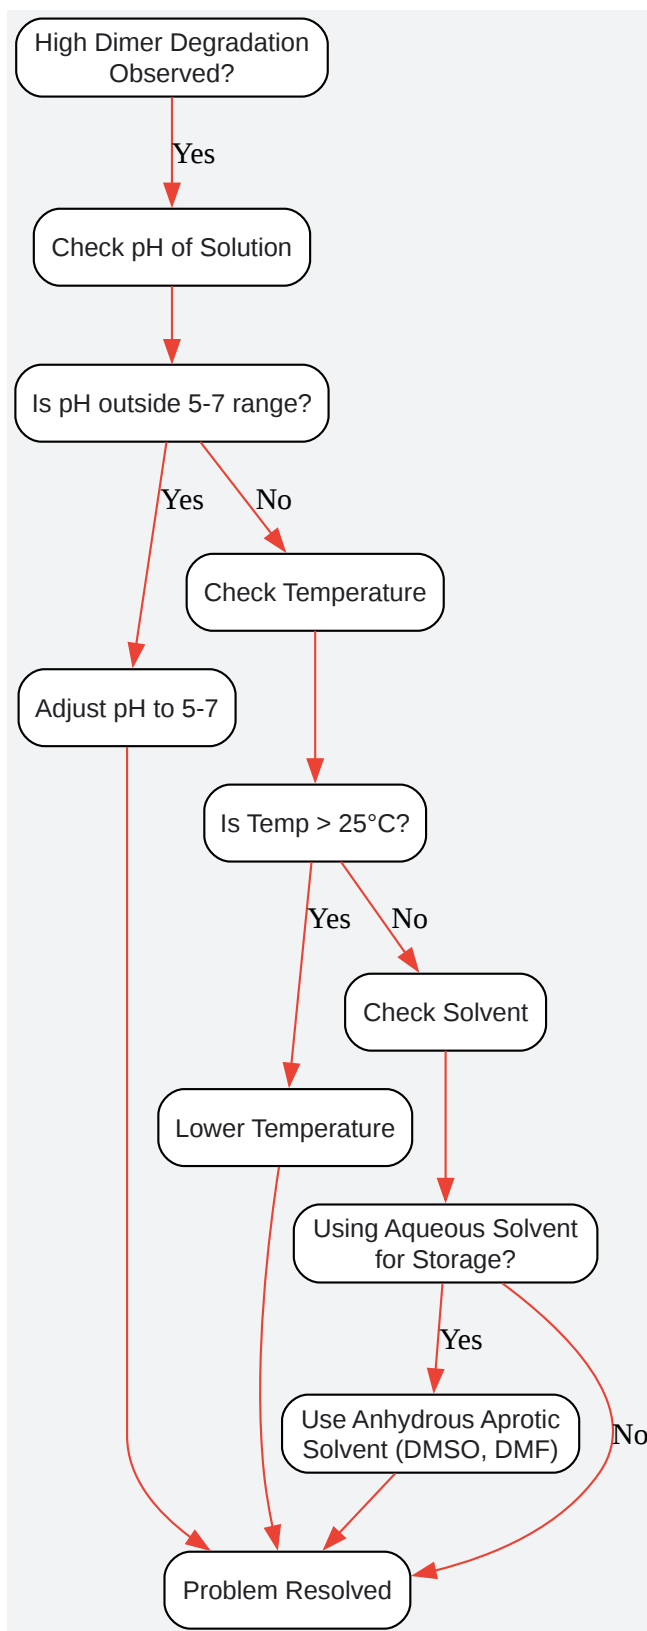 High Dimer Degradation
Observed?
Yes
Check pH of Solution
Is pH outside 5-7 range?
Yes
No
Check Temperature
Adjust pH to 5-7
Is Temp > 25°C?
Yes
No
Check Solvent
Lower Temperature
Using Aqueous Solvent
for Storage?
Yes
Use Anhydrous Aprotic
Solvent (DMSO, DMF)
No
Problem Resolved